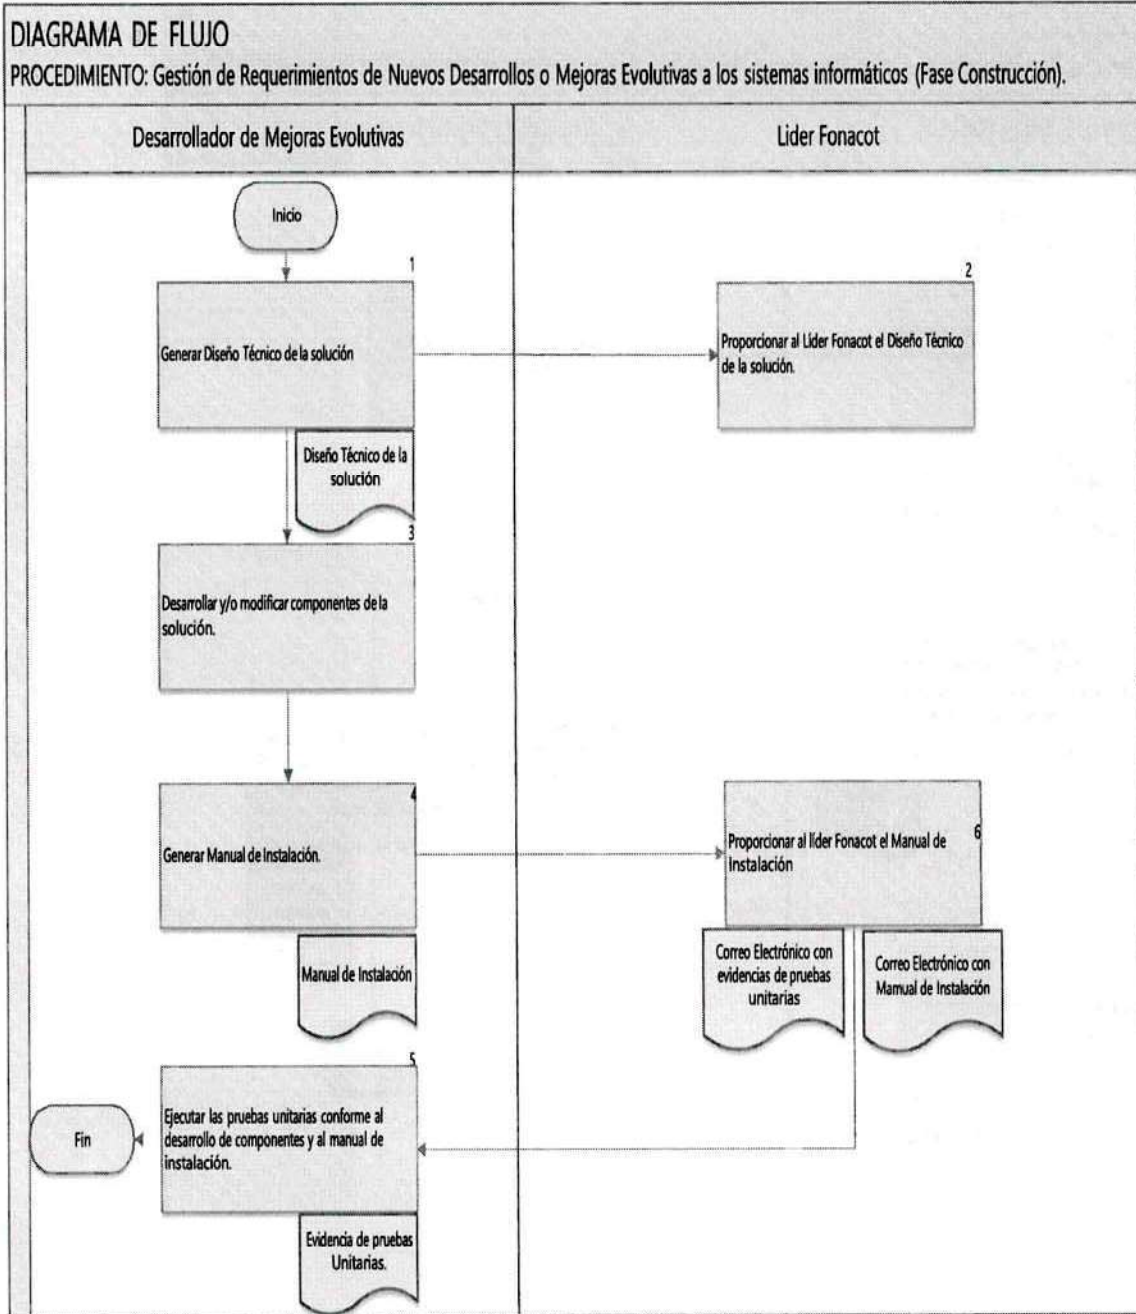 DIAGRAMA DE FLUJO
PROCEDIMIENTO: Gestión de Requerimientos de Nuevos Desarrollos o Mejoras Evolutivas a los sistemas informáticos (Fase Construcción).
Desarrollador de Mejoras Evolutivas
Lider Fonacot
Inicio
1
Generar Diseño Técnico de la solución
2
Proporcionar al Líder Fonacot el Diseño Técnico
de la solución.
Diseño Técnico de la
solución
3
Desarrollar y/o modificar componentes de la
solución.
4
Generar Manual de Instalación.
6
Proporcionar al líder Fonacot el Manual de
Instalación
Manual de Instalación
Correo Electrónico con
evidencias de pruebas
unitarias
Correo Electrónico con
Mamual de Instalación
5
Ejecutar las pruebas unitarias conforme al
desarrollo de componentes y al manual de
instalación.
Fin
Evidencia de pruebas
Unitarias.